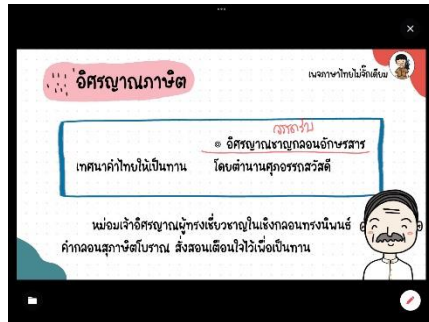 อิศรญาณภาษิต
เพจภาษาไทยไม่จั๊กเดียม
วรรครับ
๏ อิศรญาณชาญกลอนอักษรสาร
เทศนาคำไทยให้เป็นทาน โดยตำนานศุภอรรถสวัสดี
หม่อมเจ้าอิศรญาณผู้ทรงเชี่ยวชาญในเชิงกลอนทรงนิพนธ์
คำกลอนสุภาษิตโบราณ สั่งสอนเตือนใจไว้เพื่อเป็นทาน